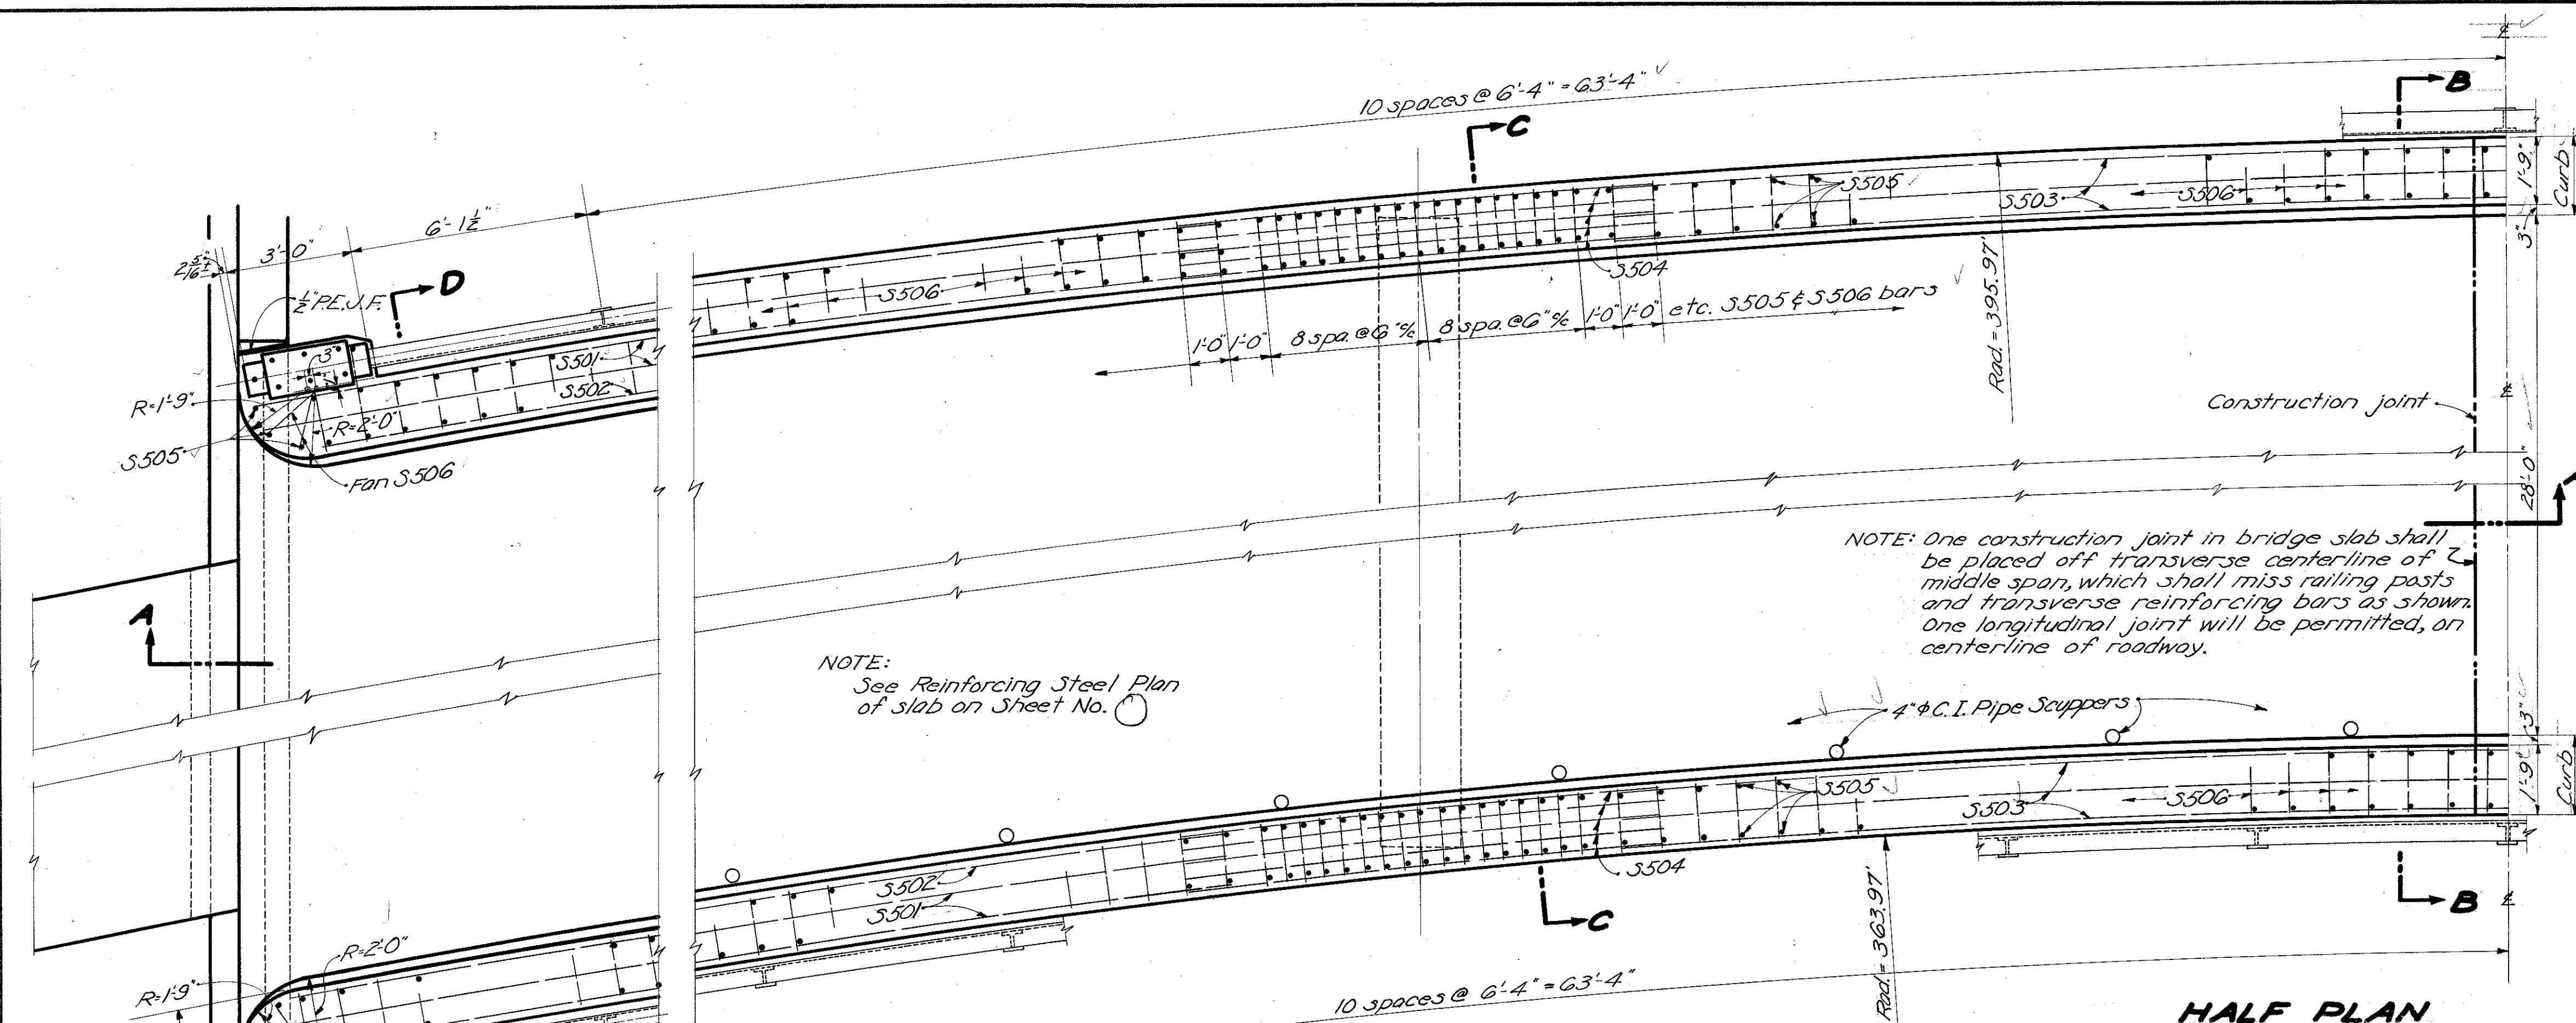 ℄
10 spaces @ 6'-4" = 63'-4"
B
C
6'-1½"
3'-0"
2 5/16"±
½" P.E.J.F.
D
S505
S503
S506
1'-9"
Curb
3"
S504
S506
1'-0" 1'-0" 8 spa. @ 6" %c 8 spa. @ 6" %c 1'-0" 1'-0" etc. S505 & S506 bars
Rad. = 395.97'
3"
S501
S502
R=1'-9"
R=2'-0"
S505
Fan S506
Construction joint
℄
28'-0"
A
NOTE: One construction joint in bridge slab shall
be placed off transverse centerline of
middle span, which shall miss railing posts
and transverse reinforcing bars as shown.
One longitudinal joint will be permitted, on
centerline of roadway.
A
NOTE:
See Reinforcing Steel Plan
of slab on Sheet No.
4"ϕ C.I. Pipe Scuppers
3"
1'-9"
Curb
S505
S503
S506
S504
S502
S501
C
B
℄
Rad. = 363.97'
R=2'-0"
R=1'-9"
10 spaces @ 6'-4" = 63'-4"
HALF PLAN